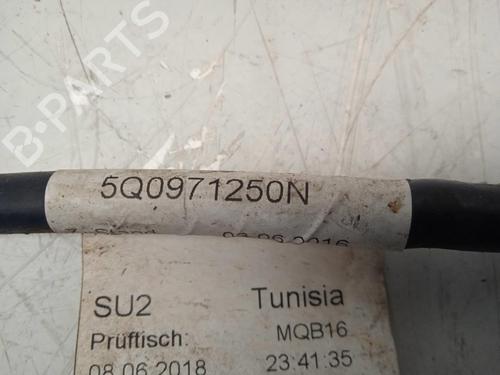 B-PARTS
5Q0971250N
SU2 Tunisia
Prüftisch: MQB16
08.06.2018 23:41:35